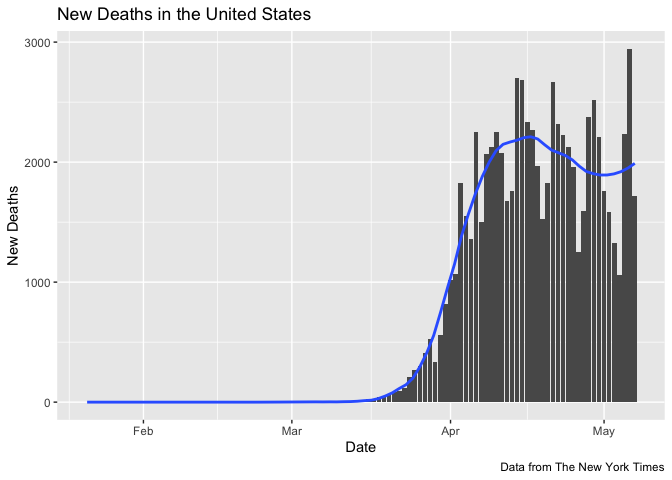 New Deaths in the United States
3000
2000
1000
0
New Deaths
Feb
Mar
Apr
May
Date
Data from The New York Times